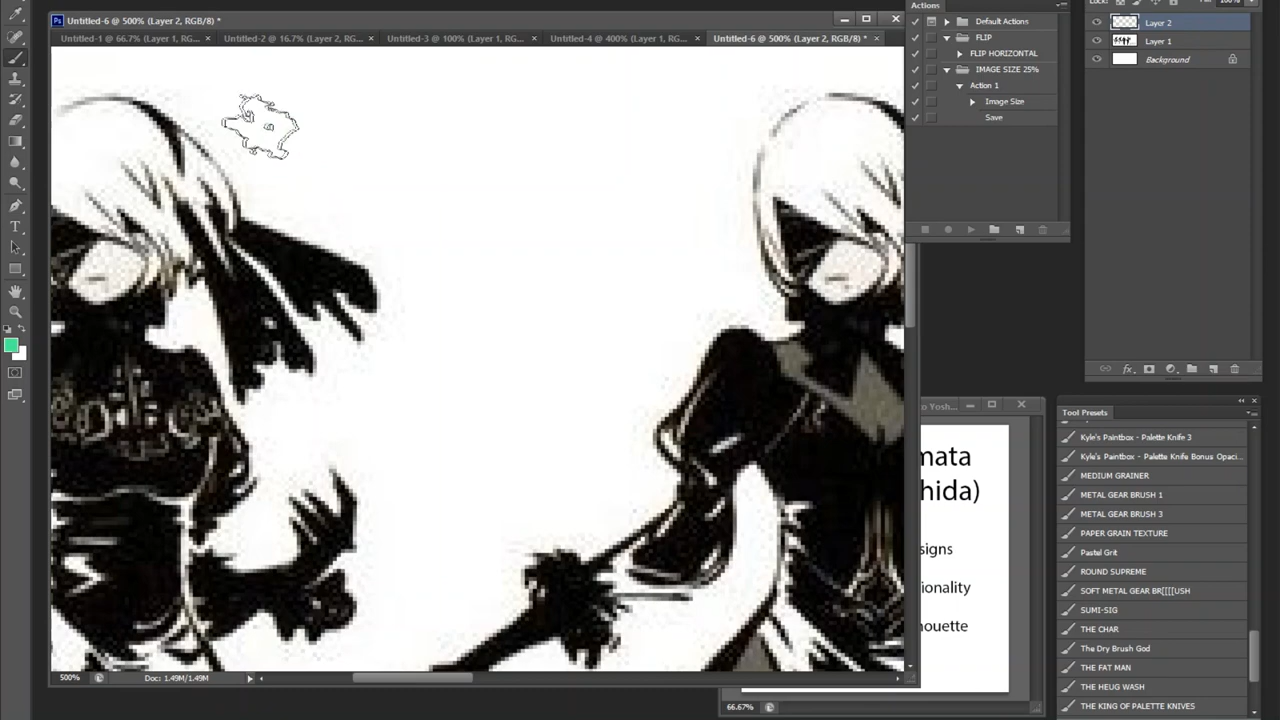 Untitled-6 @ 500% (Layer 2, RGB/8) *
Untitled-1 @ 66.7% (Layer 1, RG...
Untitled-2 @ 16.7% (Layer 2, RG...
Untitled-3 @ 100% (Layer 1, RG...
Untitled-4 @ 400% (Layer 1, RG...
Untitled-6 @ 500% (Layer 2, RGB/8) *
500%
Doc: 1.49M/1.49M
Actions
Default Actions
FLIP
FLIP HORIZONTAL
IMAGE SIZE 25%
Action 1
Image Size
Save
Layer 2
Layer 1
Background
o Yosh...
mata
hida)
signs
ionality
ouette
66.67%
Tool Presets
Kyle's Paintbox - Palette Knife 3
Kyle's Paintbox - Palette Knife Bonus Opaci...
MEDIUM GRAINER
METAL GEAR BRUSH 1
METAL GEAR BRUSH 3
PAPER GRAIN TEXTURE
Pastel Grit
ROUND SUPREME
SOFT METAL GEAR BR[[[[USH
SUMI-SIG
THE CHAR
The Dry Brush God
THE FAT MAN
THE HEUG WASH
THE KING OF PALETTE KNIVES